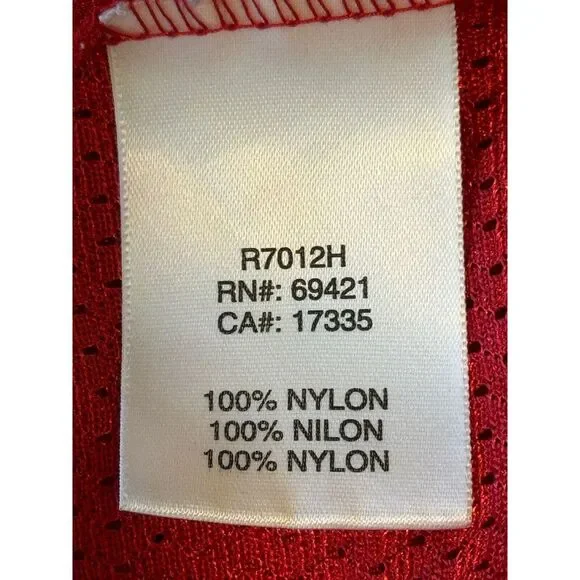 R7012H
RN#: 69421
CA#: 17335
100% NYLON
100% NILON
100% NYLON